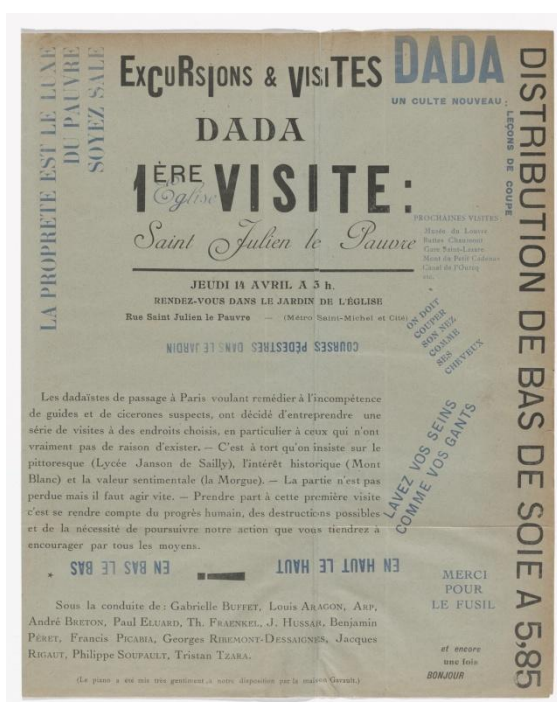 LA PROPRETÉ EST LE LUXE
DU PAUVRE
SOYEZ SALE
EXCURSIONS & VISITES
DADA
1ÈRE VISITE :
Eglise
Saint Julien le Pauvre
JEUDI 14 AVRIL A 3 h.
RENDEZ-VOUS DANS LE JARDIN DE L'ÉGLISE
Rue Saint Julien le Pauvre — (Métro Saint-Michel et Cité)
COURSES PÉDESTRES DANS LE JARDIN
DADA
UN CULTE NOUVEAU :
LEÇONS DE COUPE
PROCHAINES VISITES :
Musée du Louvre
Buttes Chaumont
Gare Saint-Lazare
Mont du Petit Cadenas
Canal de l'Ourcq
etc.
ON DOIT
COUPER
SON NEZ
COMME
SES
CHEVEUX
LAVEZ VOS SEINS
COMME VOS GANTS
Les dadaïstes de passage à Paris voulant remédier à l'incompétence
de guides et de cicerones suspects, ont décidé d'entreprendre une
série de visites à des endroits choisis, en particulier à ceux qui n'ont
vraiment pas de raison d'exister. — C'est à tort qu'on insiste sur le
pittoresque (Lycée Janson de Sailly), l'intérêt historique (Mont
Blanc) et la valeur sentimentale (la Morgue). — La partie n'est pas
perdue mais il faut agir vite. — Prendre part à cette première visite
c'est se rendre compte du progrès humain, des destructions possibles
et de la nécessité de poursuivre notre action que vous tiendrez à
encourager par tous les moyens.
EN HAUT LE HAUT ! EN BAS LE BAS
Sous la conduite de : Gabrielle BUFFET, Louis ARAGON, ARP,
André BRETON, Paul ELUARD, Th. FRAENKEL, J. HUSSAR, Benjamin
PÉRET, Francis PICABIA, Georges RIBEMONT-DESSAIGNES, Jacques
RIGAUT, Philippe SOUPAULT, Tristan TZARA.
(Le piano a été mis très gentiment à notre disposition par la maison Gavault.)
MERCI
POUR
LE FUSIL
et encore
une fois
BONJOUR
DISTRIBUTION DE BAS DE SOIE A 5,85